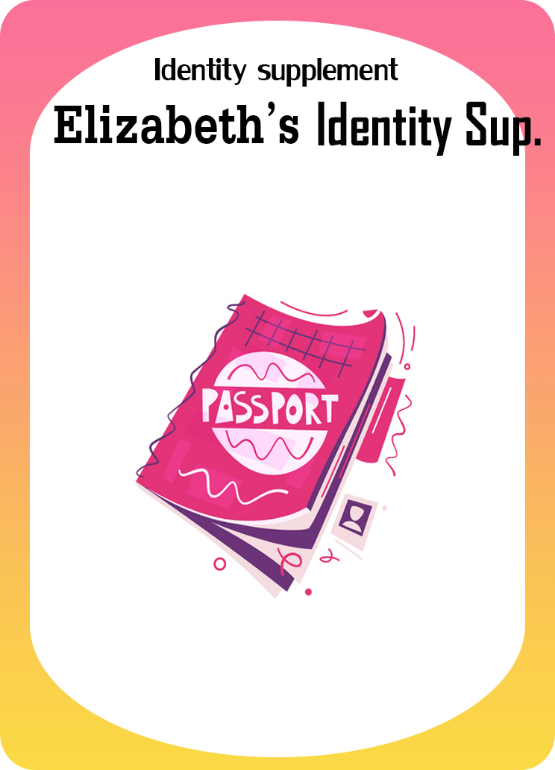 Identity supplement
Elizabeth’s Identity Sup.
PASSPORT